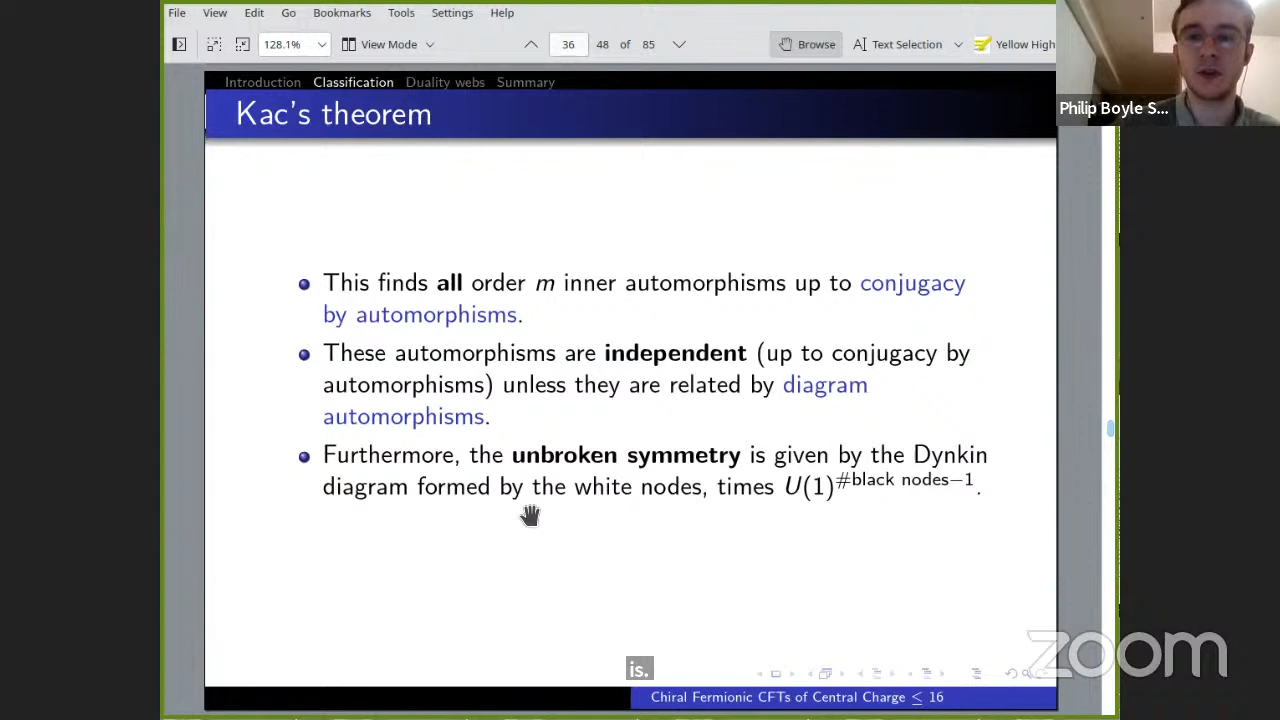 File View Edit Go Bookmarks Tools Settings Help
128.1% View Mode 36 48 of 85 Browse Text Selection Yellow High
Philip Boyle S...
Introduction Classification Duality webs Summary
Kac's theorem
This finds all order m inner automorphisms up to conjugacy
by automorphisms.
These automorphisms are independent (up to conjugacy by
automorphisms) unless they are related by diagram
automorphisms.
Furthermore, the unbroken symmetry is given by the Dynkin
diagram formed by the white nodes, times U(1)^#black nodes−1.
is.
zoom
Chiral Fermionic CFTs of Central Charge ≤ 16